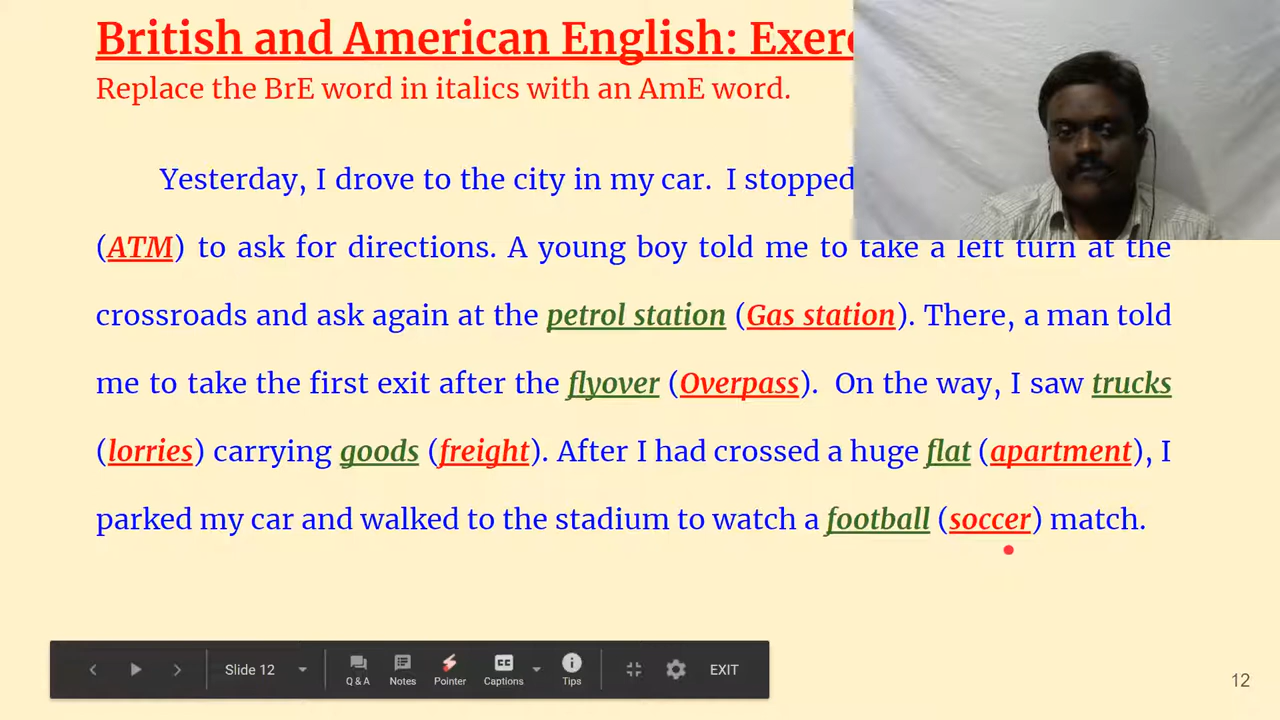 British and American English: Exer
Replace the BrE word in italics with an AmE word.
Yesterday, I drove to the city in my car. I stopped
(ATM) to ask for directions. A young boy told me to take a left turn at the
crossroads and ask again at the petrol station (Gas station). There, a man told
me to take the first exit after the flyover (Overpass). On the way, I saw trucks
(lorries) carrying goods (freight). After I had crossed a huge flat (apartment), I
parked my car and walked to the stadium to watch a football (soccer) match.
Slide 12
Q & A
Notes
Pointer
CC
Captions
Tips
EXIT
12